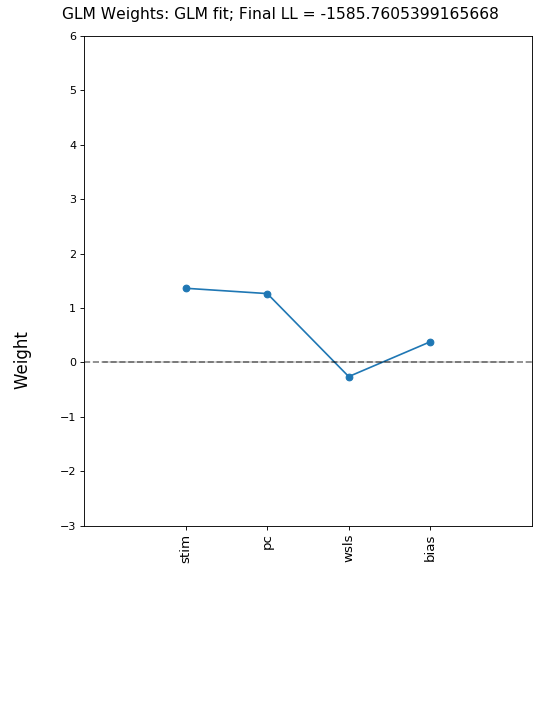 GLM Weights: GLM fit; Final LL = -1585.7605399165668
6
5
4
3
2
1
0
−1
−2
−3
Weight
stim
pc
wsls
bias